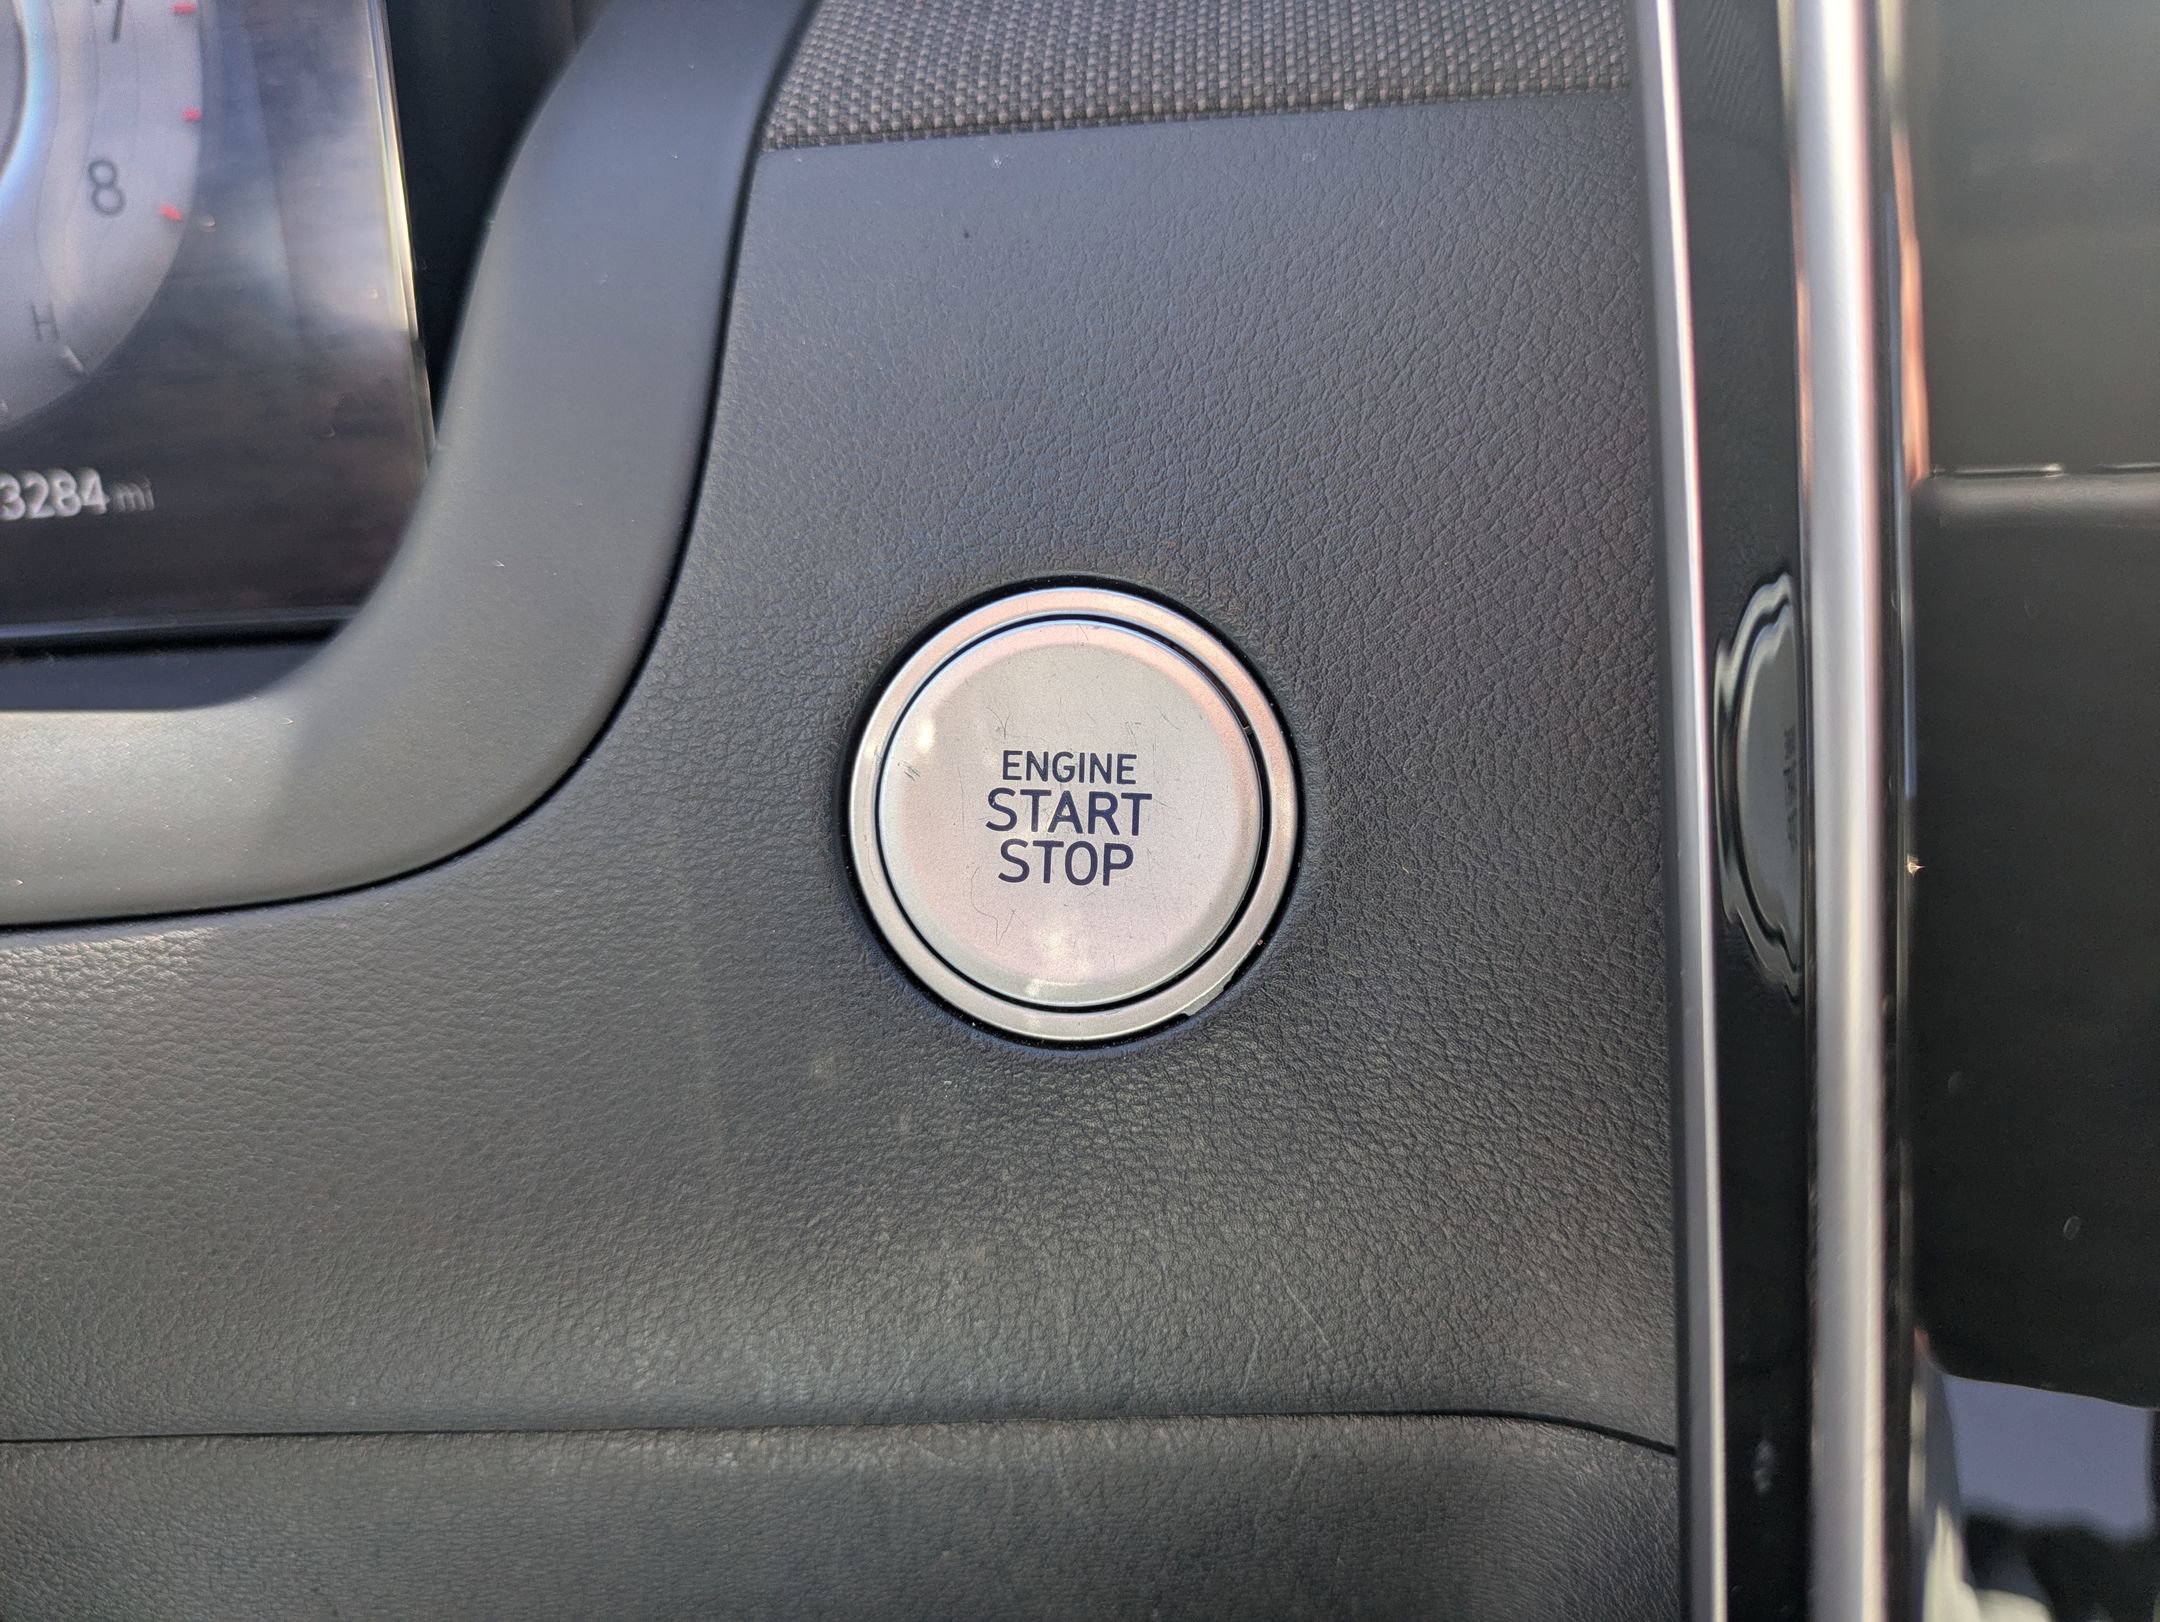 8
H
3284 mi
ENGINE
START
STOP